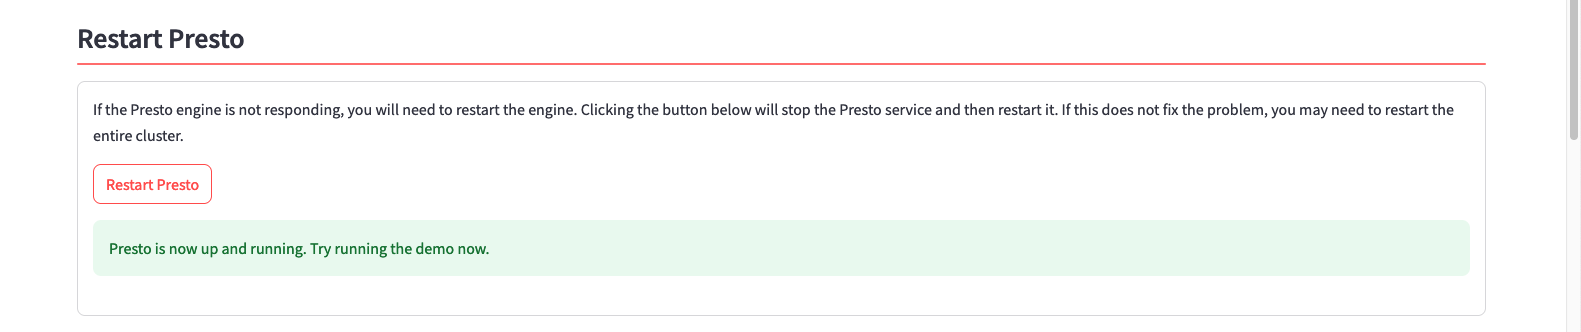 Restart Presto
If the Presto engine is not responding, you will need to restart the engine. Clicking the button below will stop the Presto service and then restart it. If this does not fix the problem, you may need to restart the
entire cluster.
Restart Presto
Presto is now up and running. Try running the demo now.